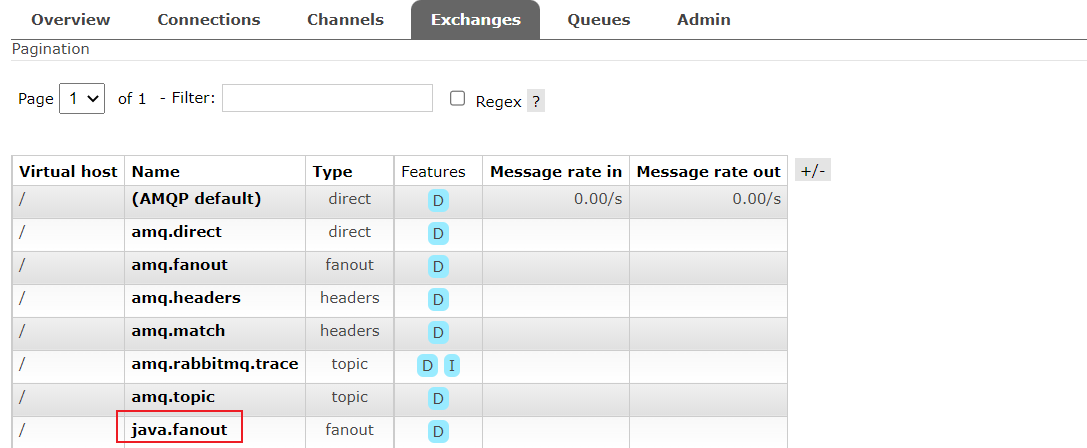 Overview Connections Channels Exchanges Queues Admin
Pagination
Page 1 of 1 - Filter: Regex ?
Virtual host Name Type Features Message rate in Message rate out +/-
/ (AMQP default) direct D 0.00/s 0.00/s
/ amq.direct direct D
/ amq.fanout fanout D
/ amq.headers headers D
/ amq.match headers D
/ amq.rabbitmq.trace topic D I
/ amq.topic topic D
/ java.fanout fanout D